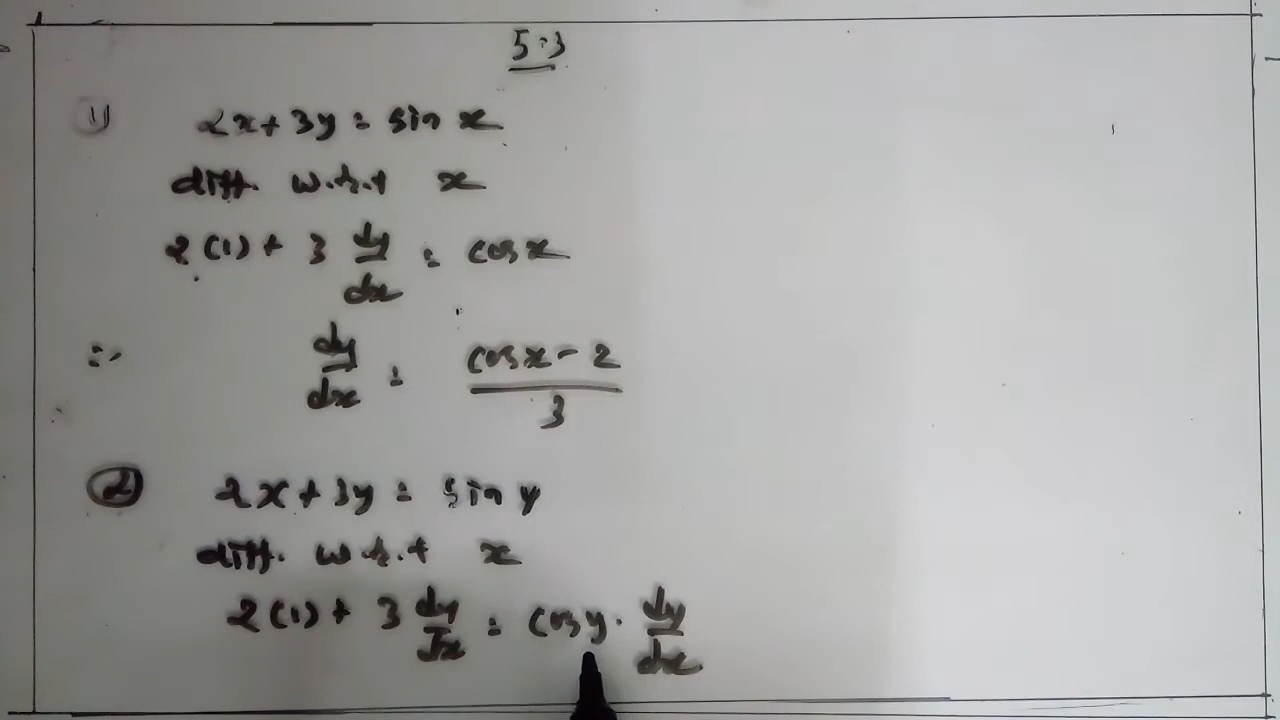 5.3
1) 2x + 3y = sin x
diff. w.r.t x
2(1) + 3 dy/dx = cos x
∴ dy/dx = cos x - 2 / 3
2 2x + 3y = sin y
diff. w.r.t x
2(1) + 3 dy/dx = cos y · dy/dx